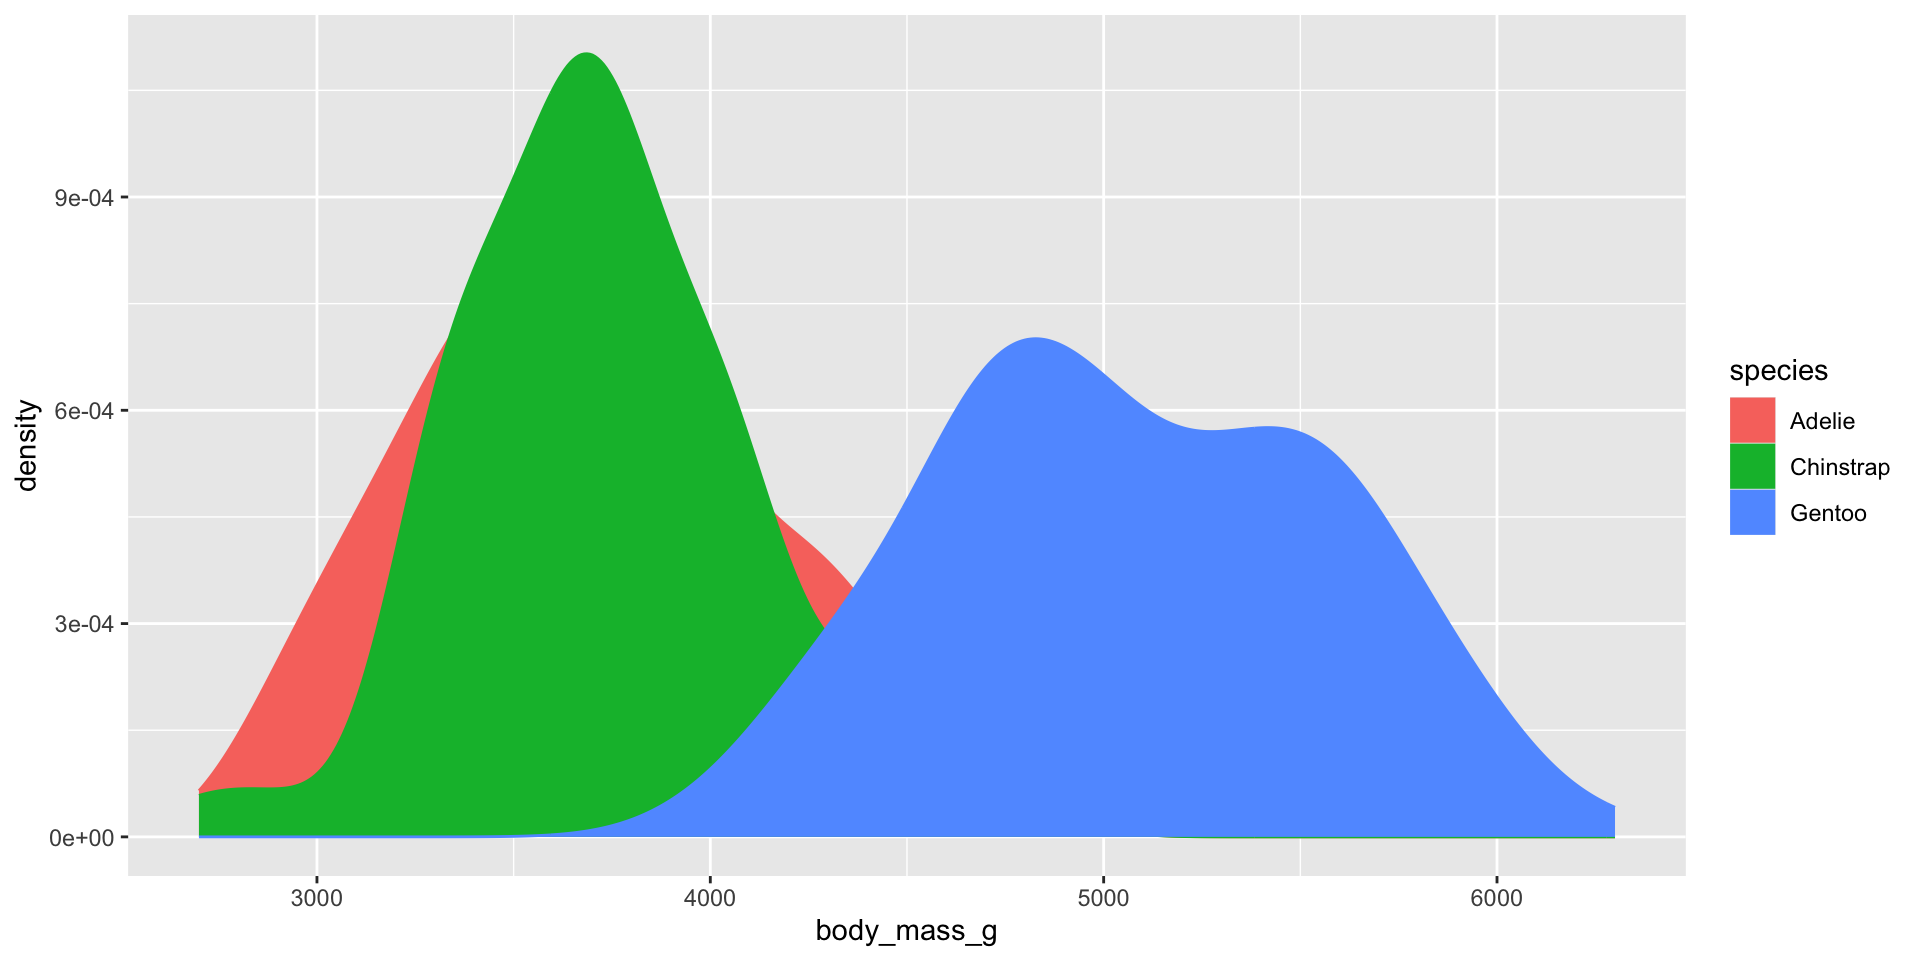 density
9e-04
6e-04
3e-04
0e+00
3000 4000 5000 6000
body_mass_g
species
Adelie
Chinstrap
Gentoo